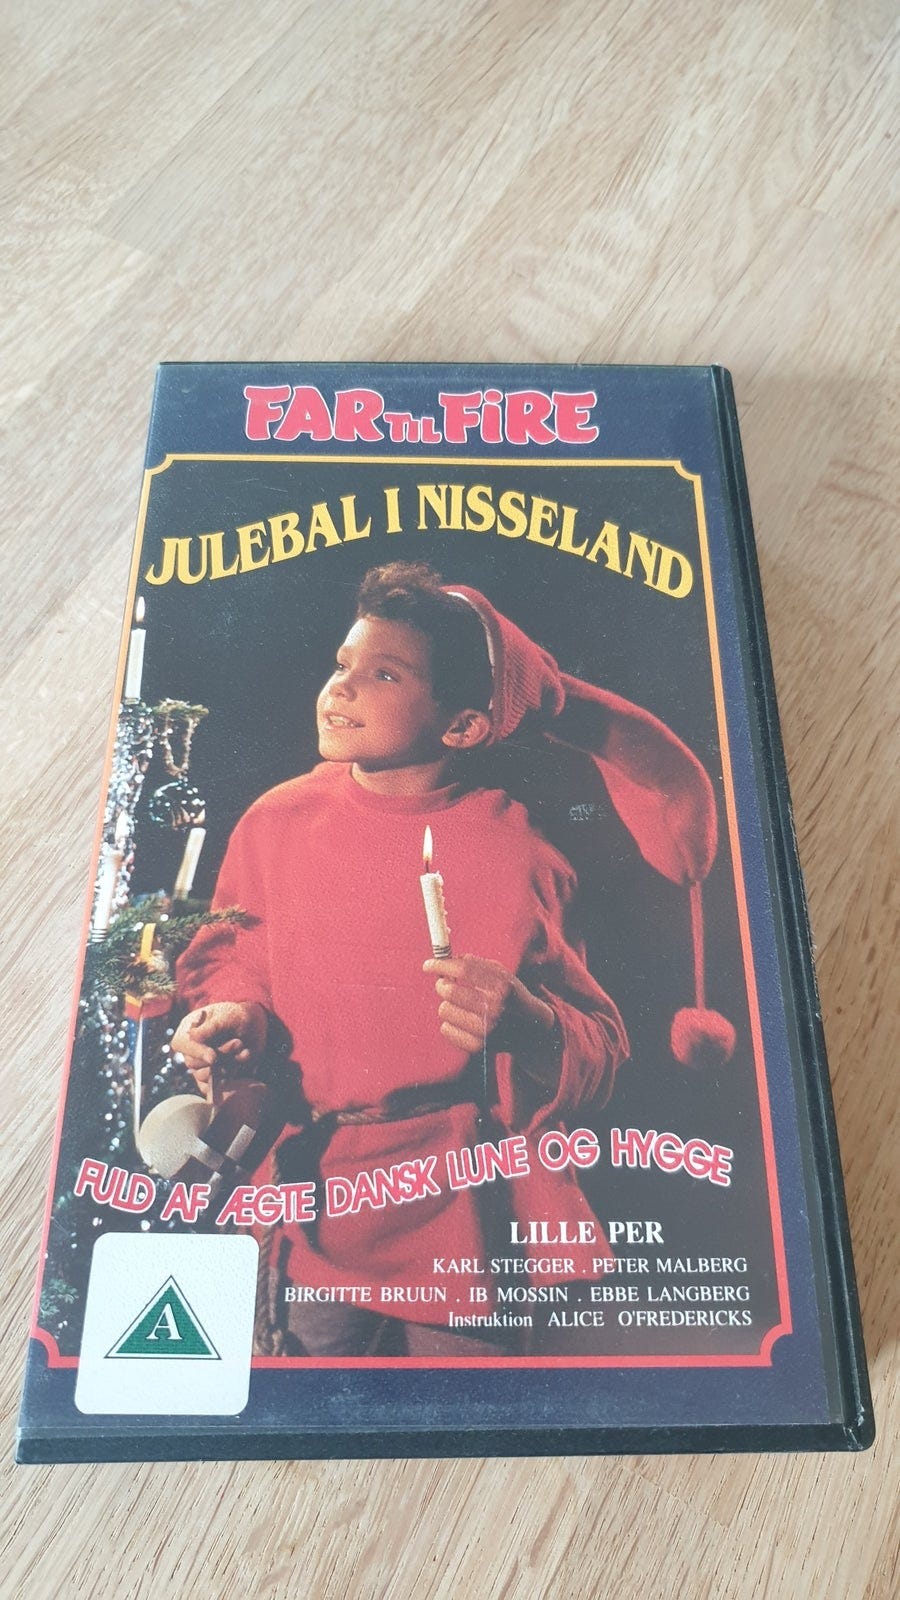 FAR TIL FiRE
JULEBAL I NISSELAND
FULD AF ÆGTE DANSK LUNE OG HYGGE
LILLE PER
KARL STEGGER . PETER MALBERG
BIRGITTE BRUUN . IB MOSSIN . EBBE LANGBERG
Instruktion ALICE O'FREDERICKS
A